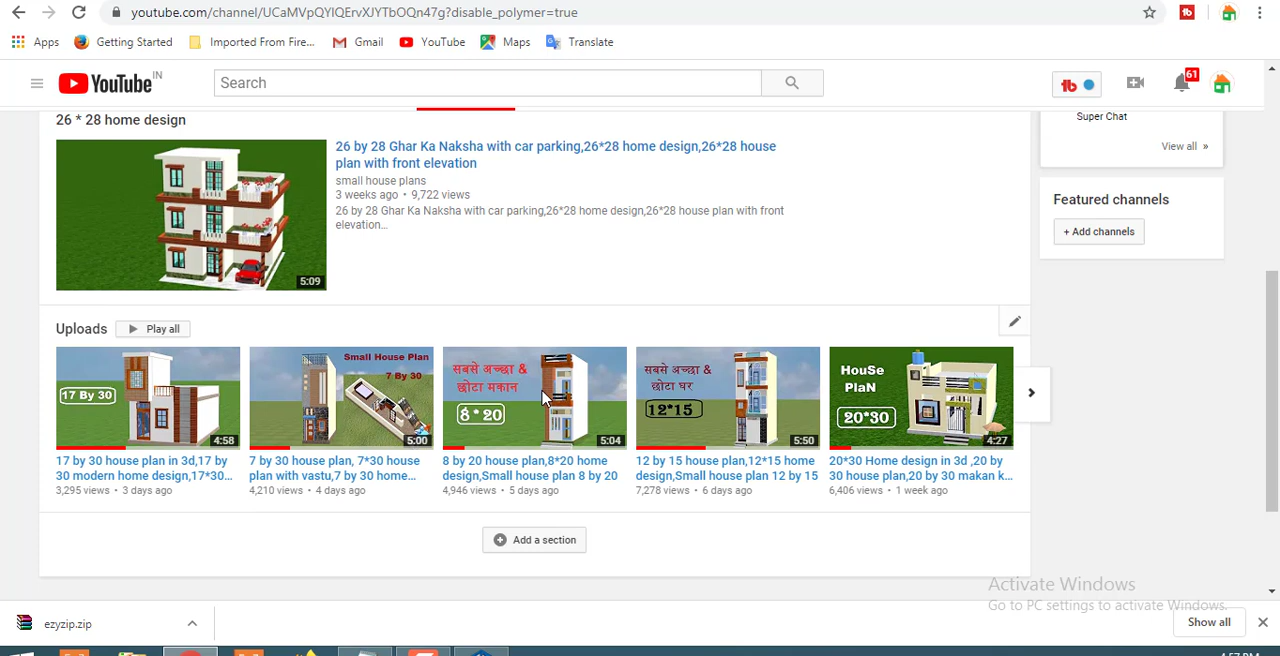 youtube.com/channel/UCaMVpQYIQErvXJYTbOQn47g?disable_polymer=true
Apps Getting Started Imported From Fire... Gmail YouTube Maps Translate
YouTube IN Search 61
26 * 28 home design
26 by 28 Ghar Ka Naksha with car parking,26*28 home design,26*28 house
plan with front elevation
small house plans
3 weeks ago • 9,722 views
26 by 28 Ghar Ka Naksha with car parking,26*28 home design,26*28 house plan with front
elevation...
5:09
Super Chat
View all »
Featured channels
+ Add channels
Uploads Play all
17 By 30
4:58
17 by 30 house plan in 3d,17 by
30 modern home design,17*30...
3,295 views • 3 days ago
Small House Plan
7 By 30
5:00
7 by 30 house plan, 7*30 house
plan with vastu,7 by 30 home...
4,210 views • 4 days ago
सबसे अच्छा &
छोटा मकान
8 * 20
5:04
8 by 20 house plan,8*20 home
design,Small house plan 8 by 20
4,946 views • 5 days ago
सबसे अच्छा &
छोटा घर
12*15
5:50
12 by 15 house plan,12*15 home
design,Small house plan 12 by 15
7,278 views • 6 days ago
HouSe
PlaN
20*30
4:27
20*30 Home design in 3d ,20 by
30 house plan,20 by 30 makan k...
6,406 views • 1 week ago
Add a section
Activate Windows
Go to PC settings to activate Windows.
ezyzip.zip
Show all
4:57 PM